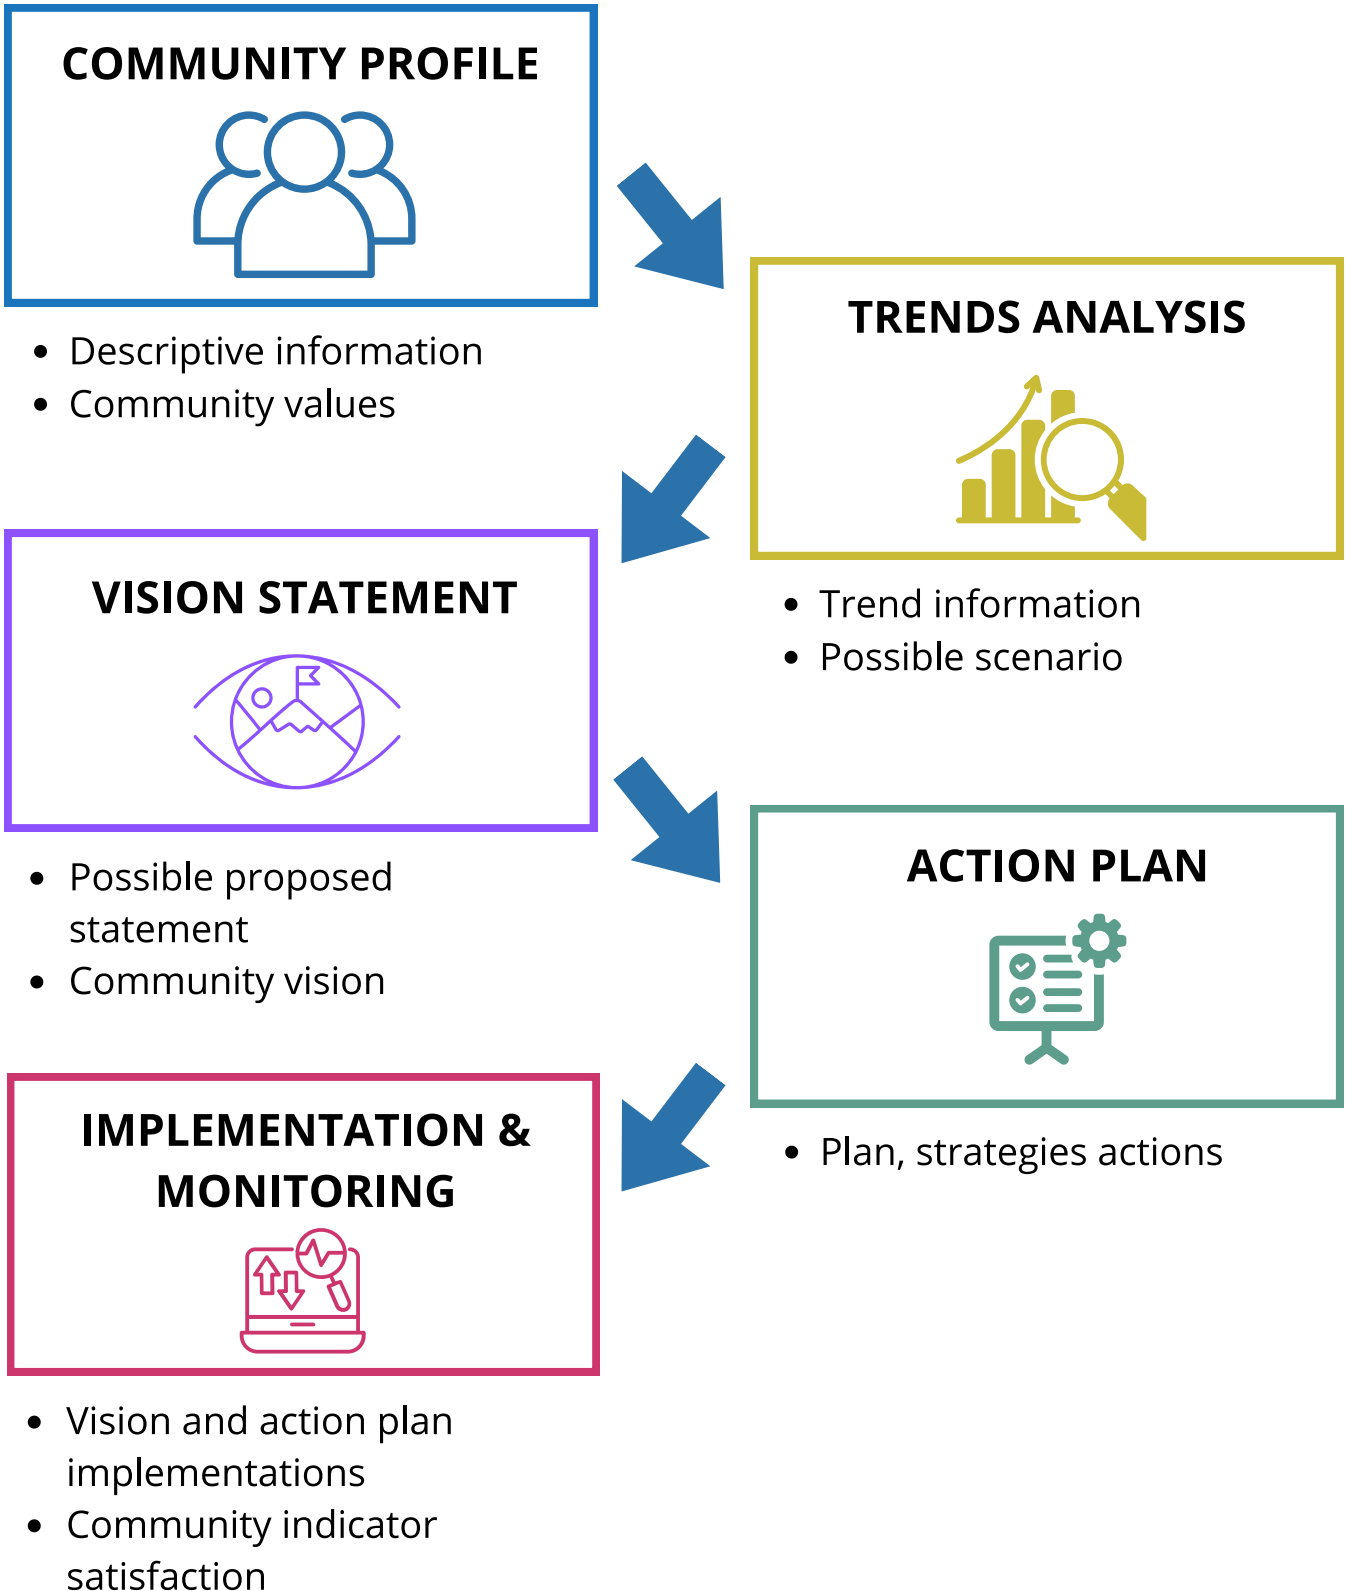 COMMUNITY PROFILE
• Descriptive information
• Community values
TRENDS ANALYSIS
• Trend information
• Possible scenario
VISION STATEMENT
• Possible proposed
statement
• Community vision
ACTION PLAN
• Plan, strategies actions
IMPLEMENTATION &
MONITORING
• Vision and action plan
implementations
• Community indicator
satisfaction